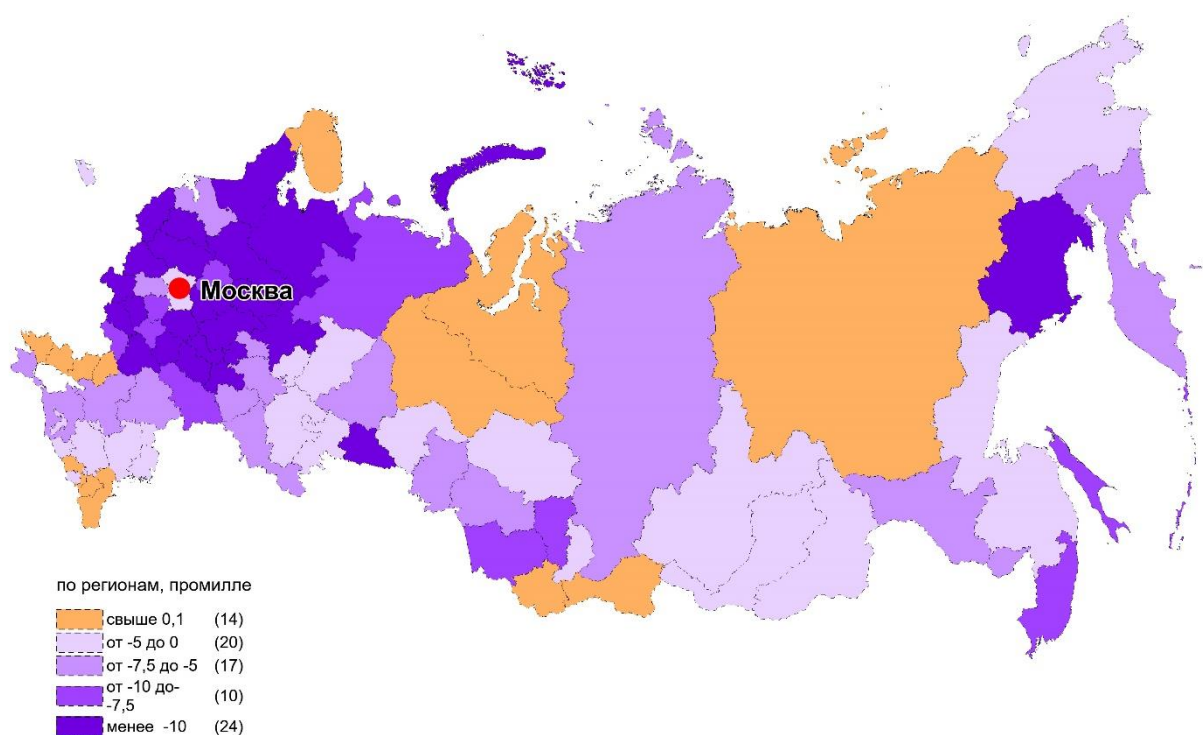 Москва
по регионам, промилле
свыше 0,1 (14)
от -5 до 0 (20)
от -7,5 до -5 (17)
от -10 до-
-7,5 (10)
менее -10 (24)